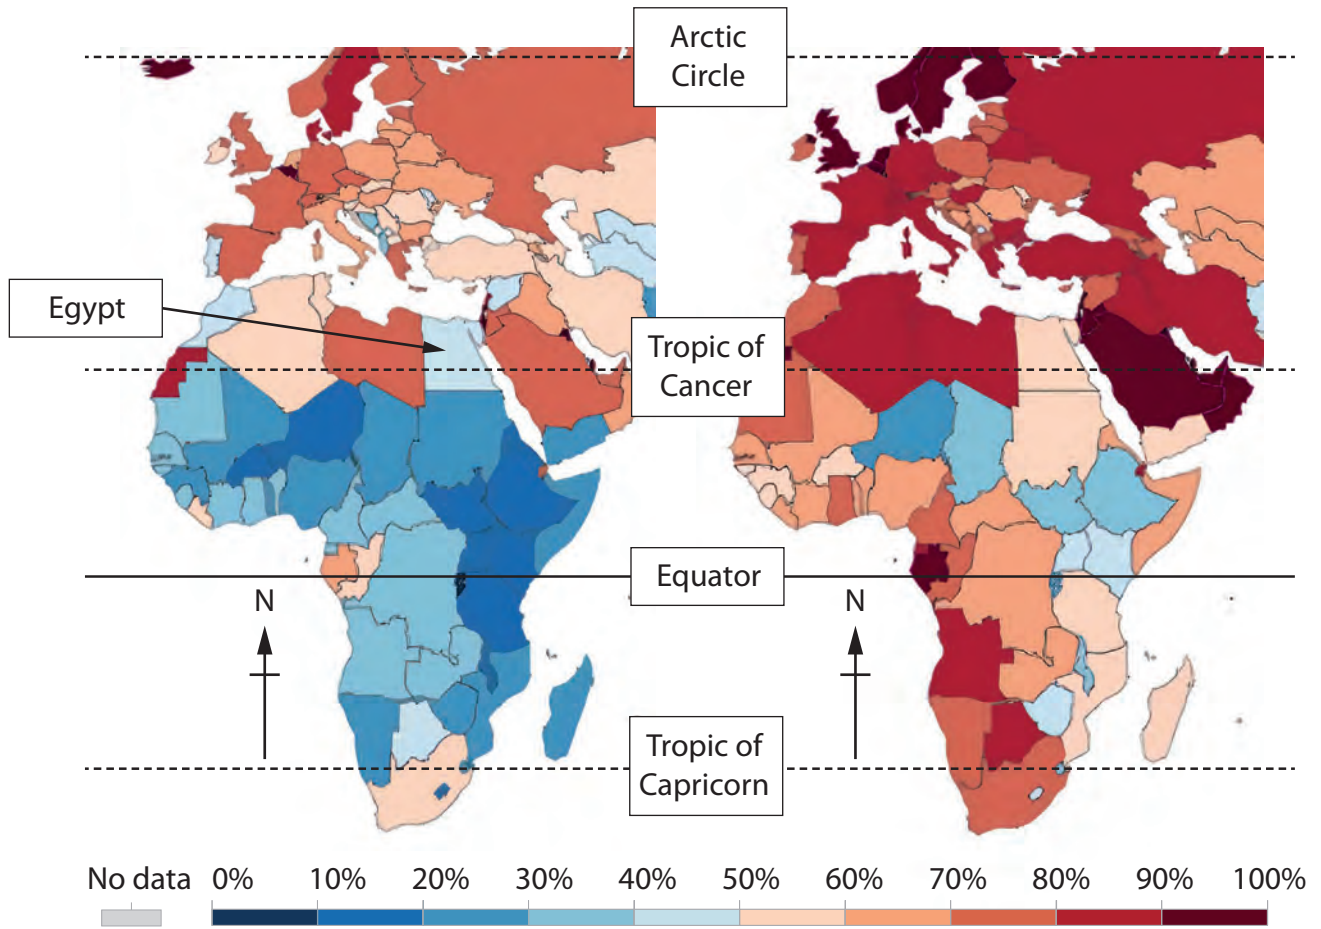 Arctic
Circle
Egypt
Tropic of
Cancer
Equator
N
N
Tropic of
Capricorn
No data 0% 10% 20% 30% 40% 50% 60% 70% 80% 90% 100%